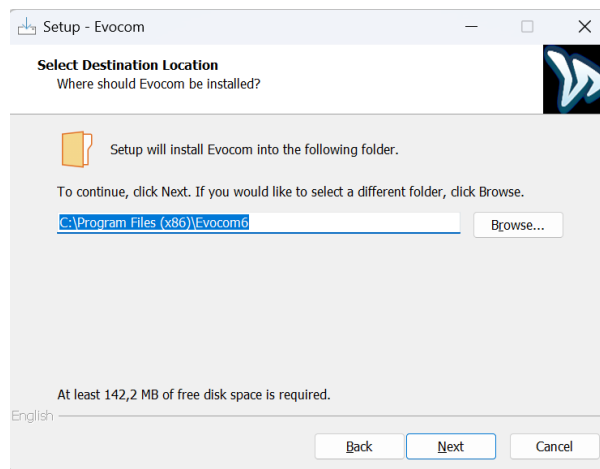 Setup - Evocom
Select Destination Location
Where should Evocom be installed?
Setup will install Evocom into the following folder.
To continue, click Next. If you would like to select a different folder, click Browse.
C:\Program Files (x86)\Evocom6
Browse...
At least 142,2 MB of free disk space is required.
English
Back
Next
Cancel